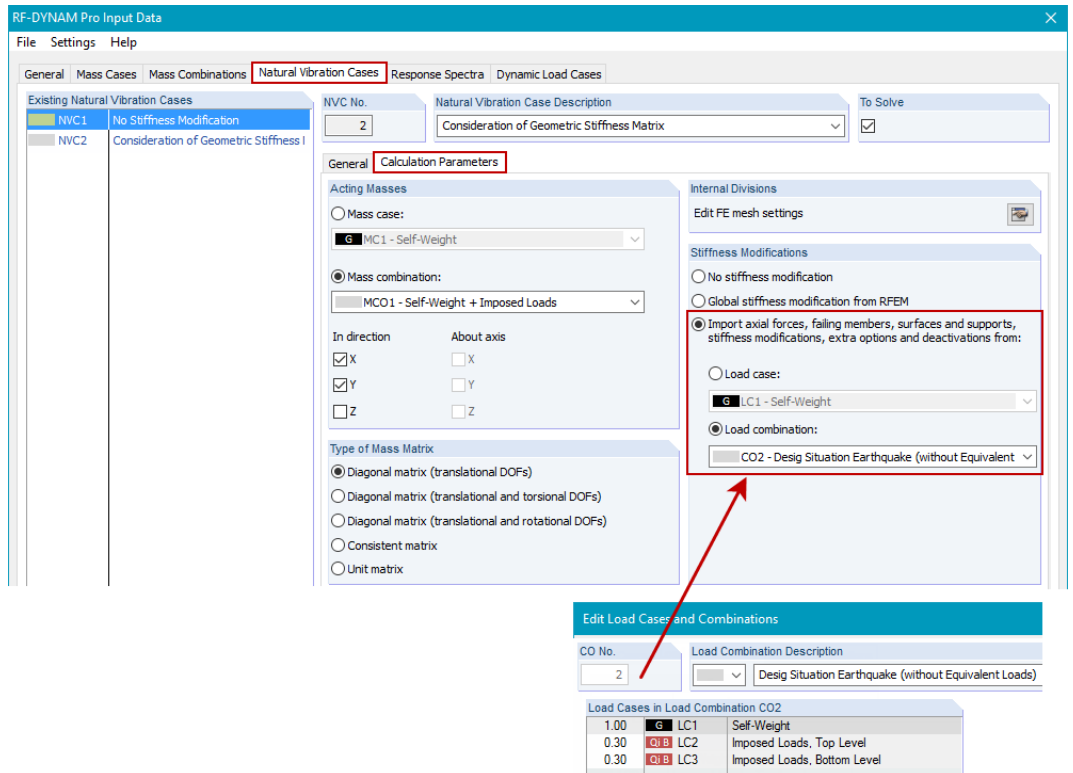 RF-DYNAM Pro Input Data
File Settings Help
General Mass Cases Mass Combinations Natural Vibration Cases Response Spectra Dynamic Load Cases
Existing Natural Vibration Cases
NVC1 No Stiffness Modification
NVC2 Consideration of Geometric Stiffness
NVC No.
2
Natural Vibration Case Description
Consideration of Geometric Stiffness Matrix
To Solve
General Calculation Parameters
Acting Masses
Mass case:
G MC1 - Self-Weight
Mass combination:
MCO1 - Self-Weight + Imposed Loads
In direction About axis
X X
Y Y
Z Z
Type of Mass Matrix
Diagonal matrix (translational DOFs)
Diagonal matrix (translational and torsional DOFs)
Diagonal matrix (translational and rotational DOFs)
Consistent matrix
Unit matrix
Internal Divisions
Edit FE mesh settings
Stiffness Modifications
No stiffness modification
Global stiffness modification from RFEM
Import axial forces, failing members, surfaces and supports,
stiffness modifications, extra options and deactivations from:
Load case:
G LC1 - Self-Weight
Load combination:
CO2 - Desig Situation Earthquake (without Equivalent
Edit Load Cases and Combinations
CO No.
2
Load Combination Description
Desig Situation Earthquake (without Equivalent Loads)
Load Cases in Load Combination CO2
1.00 G LC1 Self-Weight
0.30 Qi B LC2 Imposed Loads, Top Level
0.30 Qi B LC3 Imposed Loads, Bottom Level